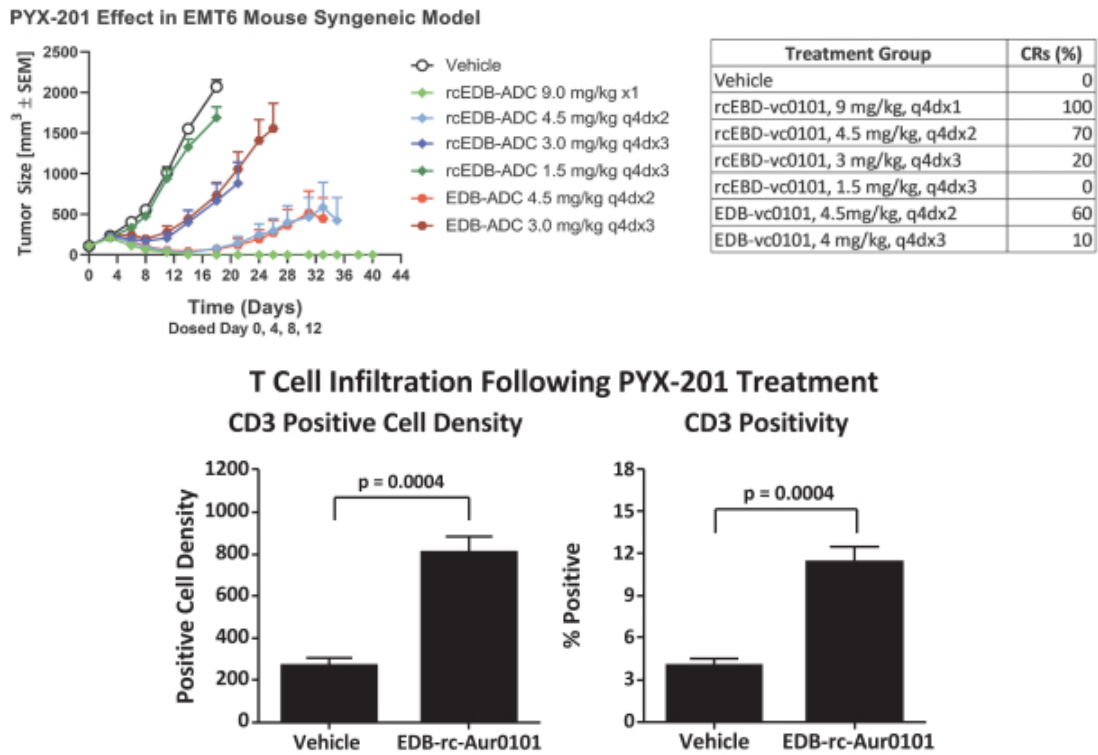 PYX-201 Effect in EMT6 Mouse Syngeneic Model
Tumor Size [mm³ ± SEM]
2500
2000
1500
1000
500
0
0 4 8 12 16 20 24 28 32 36 40 44
Time (Days)
Dosed Day 0, 4, 8, 12
Vehicle
rcEDB-ADC 9.0 mg/kg x1
rcEDB-ADC 4.5 mg/kg q4dx2
rcEDB-ADC 3.0 mg/kg q4dx3
rcEDB-ADC 1.5 mg/kg q4dx3
EDB-ADC 4.5 mg/kg q4dx2
EDB-ADC 3.0 mg/kg q4dx3
Treatment Group CRs (%)
Vehicle 0
rcEBD-vc0101, 9 mg/kg, q4dx1 100
rcEBD-vc0101, 4.5 mg/kg, q4dx2 70
rcEBD-vc0101, 3 mg/kg, q4dx3 20
rcEBD-vc0101, 1.5 mg/kg, q4dx3 0
EDB-vc0101, 4.5mg/kg, q4dx2 60
EDB-vc0101, 4 mg/kg, q4dx3 10
T Cell Infiltration Following PYX-201 Treatment
CD3 Positive Cell Density
Positive Cell Density
1200
1000
800
600
400
200
0
p = 0.0004
Vehicle EDB-rc-Aur0101
CD3 Positivity
% Positive
18
15
12
9
6
3
0
p = 0.0004
Vehicle EDB-rc-Aur0101